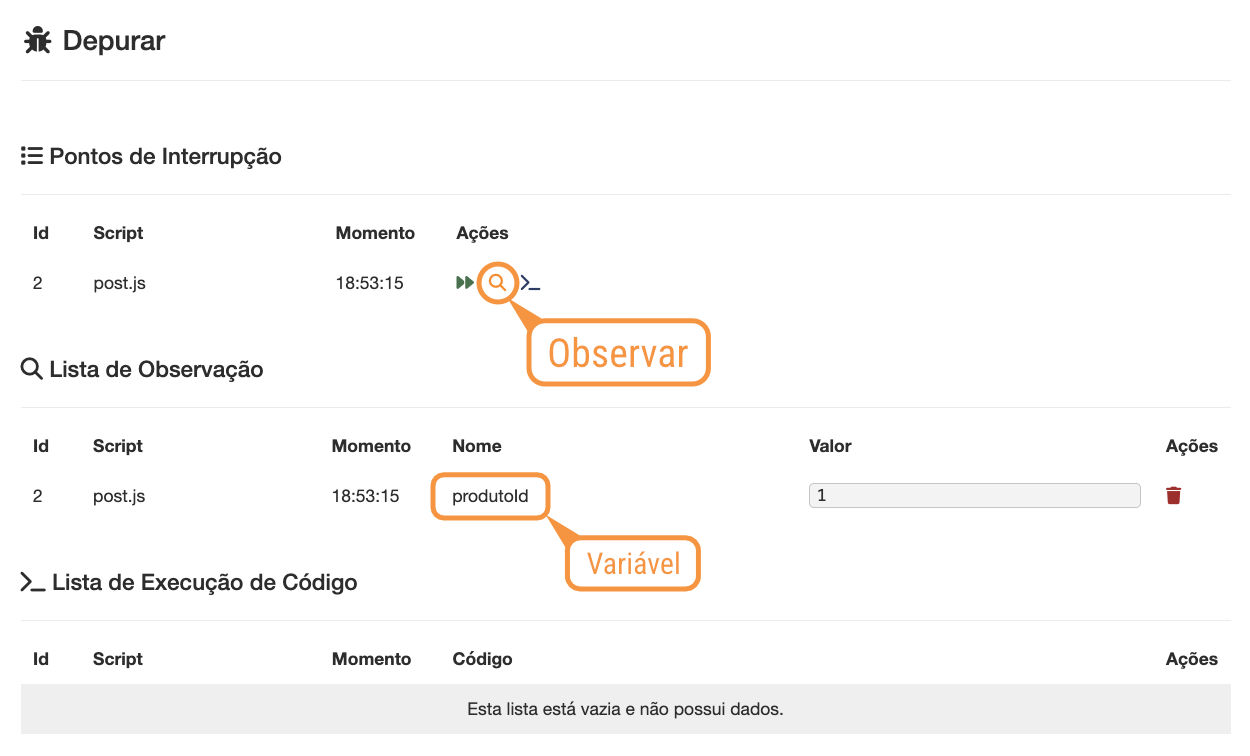 Depurar
Pontos de Interrupção
Id Script Momento Ações
2 post.js 18:53:15
Observar
Lista de Observação
Id Script Momento Nome Valor Ações
2 post.js 18:53:15 produtoId 1
Variável
Lista de Execução de Código
Id Script Momento Código Ações
Esta lista está vazia e não possui dados.